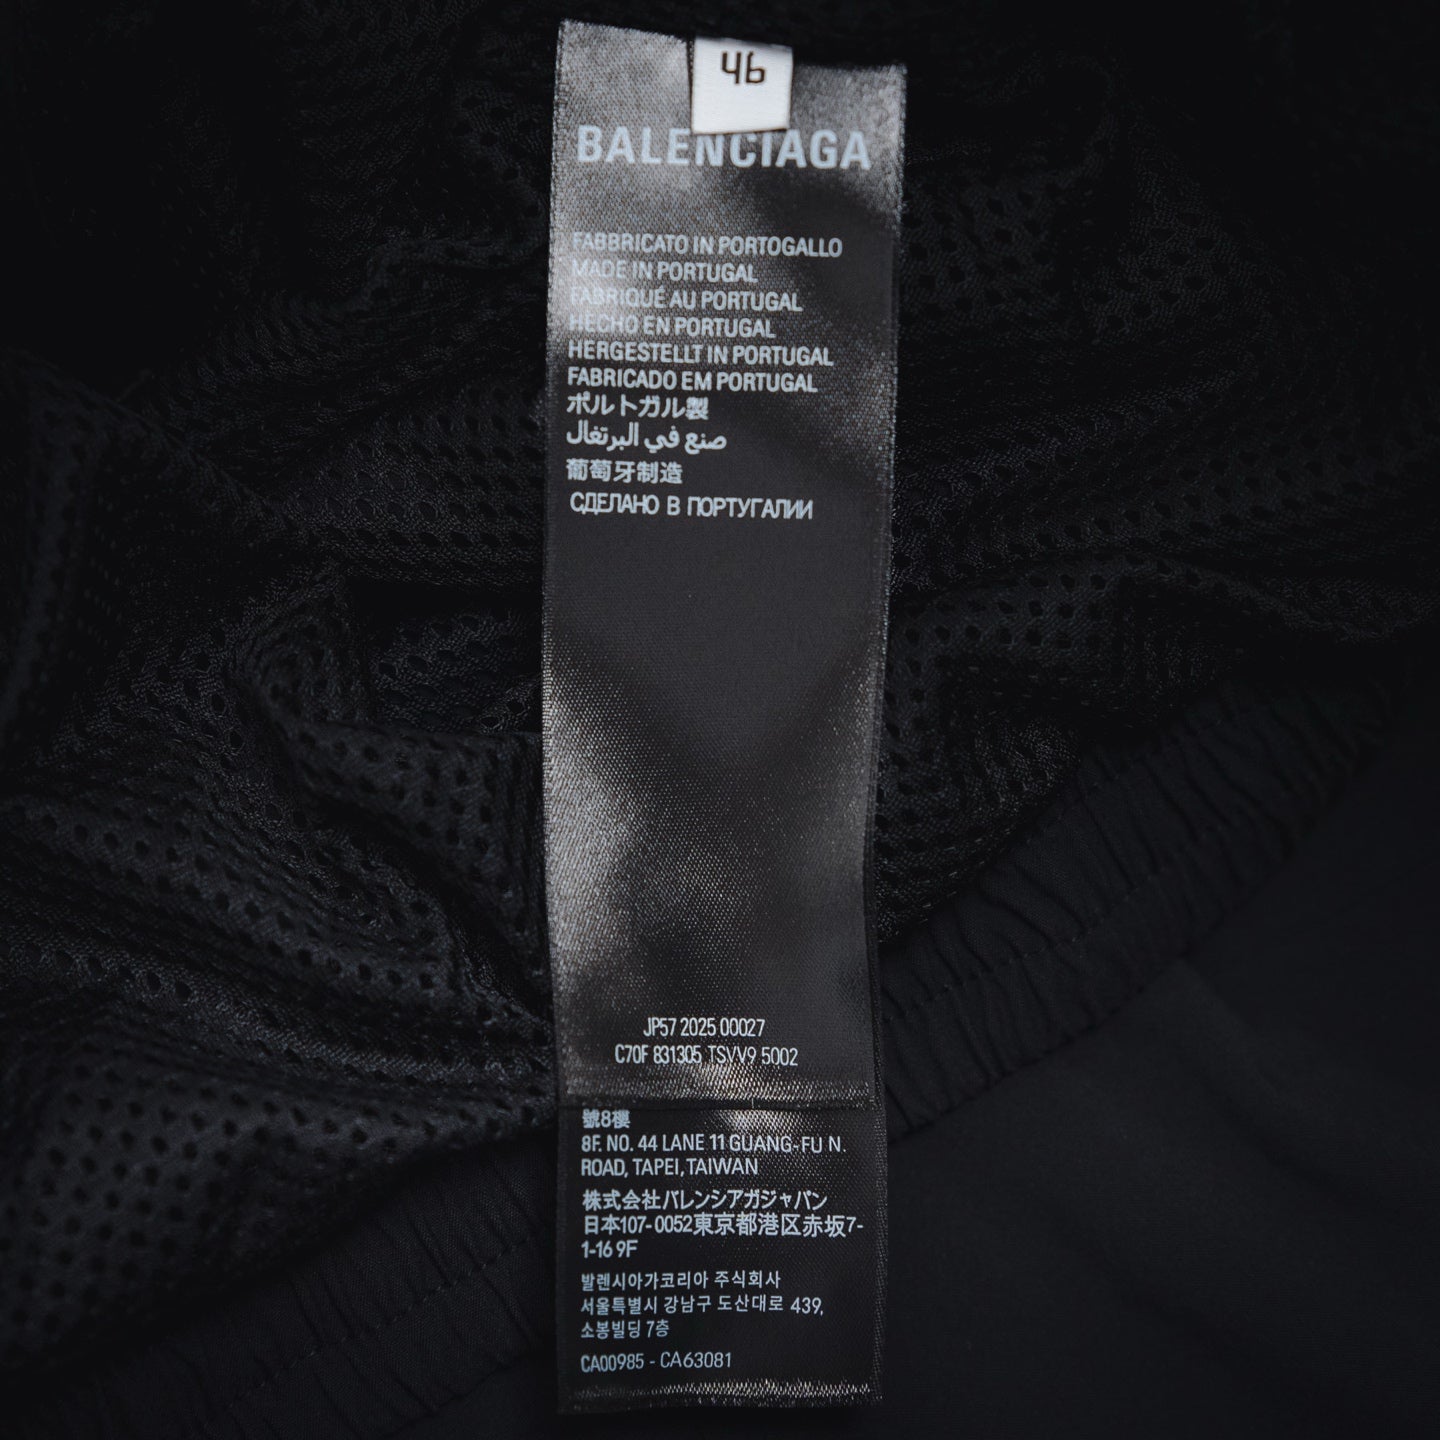 46
BALENCIAGA
FABBRICATO IN PORTOGALLO
MADE IN PORTUGAL
FABRIQUÉ AU PORTUGAL
HECHO EN PORTUGAL
HERGESTELLT IN PORTUGAL
FABRICADO EM PORTUGAL
ポルトガル製
صنع في البرتغال
葡萄牙制造
СДЕЛАНО В ПОРТУГАЛИИ
JP57 2025 00027
C70F 831305 TSVV9 5002
號8樓
8F. NO. 44 LANE 11 GUANG-FU N.
ROAD, TAPEI, TAIWAN
株式会社バレンシアガジャパン
日本107-0052東京都港区赤坂7-
1-16 9F
발렌시아가코리아 주식회사
서울특별시 강남구 도산대로 439,
소봉빌딩 7층
CA00985 - CA63081